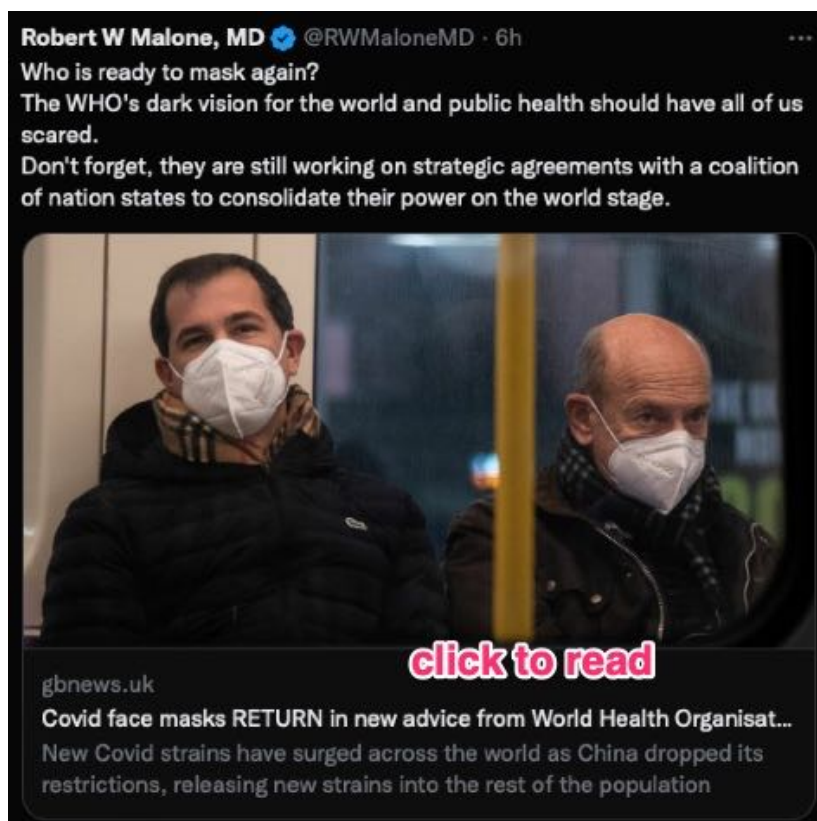 Robert W Malone, MD @RWMaloneMD · 6h
Who is ready to mask again?
The WHO's dark vision for the world and public health should have all of us
scared.
Don't forget, they are still working on strategic agreements with a coalition
of nation states to consolidate their power on the world stage.
click to read
gbnews.uk
Covid face masks RETURN in new advice from World Health Organisat...
New Covid strains have surged across the world as China dropped its
restrictions, releasing new strains into the rest of the population